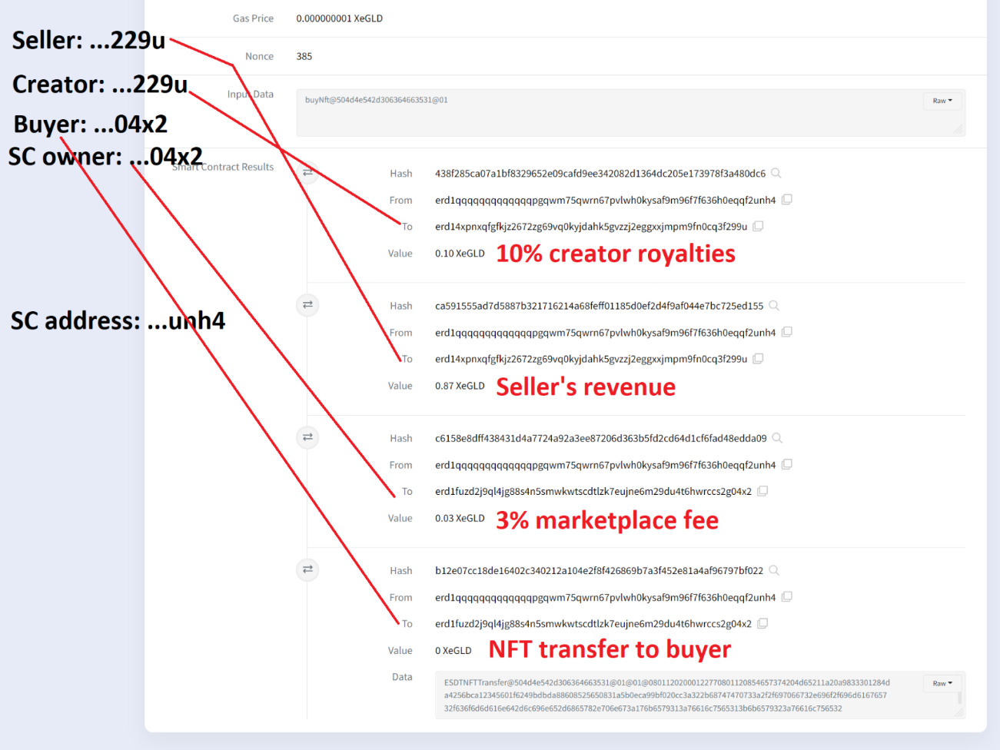 Gas Price 0.000000001 XeGLD
Seller: ...229u
Nonce 385
Creator: ...229u
Input Data buyNft@504d4e542d306364663531@01 Raw
Buyer: ...04x2
SC owner: ...04x2
Smart Contract Results
Hash 438f285ca07a1bf8329652e09cafd9ee342082d1364dc205e173978f3a480dc6
From erd1qqqqqqqqqqqqqpgqwm75qwrn67pvlwh0kysaf9m96f7f636h0eqqf2unh4
To erd14xpnxqfgfkjz2672zg69vq0kyjdahk5gvzzj2eggxxjmpm9fn0cq3f299u
Value 0.10 XeGLD 10% creator royalties
Hash ca591555ad7d5887b321716214a68feff01185d0ef2d4f9af044e7bc725ed155
SC address: ...unh4
From erd1qqqqqqqqqqqqqpgqwm75qwrn67pvlwh0kysaf9m96f7f636h0eqqf2unh4
To erd14xpnxqfgfkjz2672zg69vq0kyjdahk5gvzzj2eggxxjmpm9fn0cq3f299u
Value 0.87 XeGLD Seller's revenue
Hash c6158e8dff438431d4a7724a92a3ee87206d363b5fd2cd64d1cf6fad48edda09
From erd1qqqqqqqqqqqqqpgqwm75qwrn67pvlwh0kysaf9m96f7f636h0eqqf2unh4
To erd1fuzd2j9ql4jg88s4n5smwkwtscdtlzk7eujne6m29du4t6hwrccs2g04x2
Value 0.03 XeGLD 3% marketplace fee
Hash b12e07cc18de16402c340212a104e2f8f426869b7a3f452e81a4af96797bf022
From erd1qqqqqqqqqqqqqpgqwm75qwrn67pvlwh0kysaf9m96f7f636h0eqqf2unh4
To erd1fuzd2j9ql4jg88s4n5smwkwtscdtlzk7eujne6m29du4t6hwrccs2g04x2
Value 0 XeGLD NFT transfer to buyer
Data ESDTNFTTransfer@504d4e542d306364663531@01@01@080112020001227708011208546573742​04d65211a20a9833301284d Raw
a4256bca12345601f6249bdbda88608525650831a5b0eca99bf020cc3a322b68747470733a2f2f697066732e696f2f696d6167657
32f636f6d6d616e642d6c696e652d6865782e706e673a176b6579313a76616c7565313b6b6579323a76616c756532